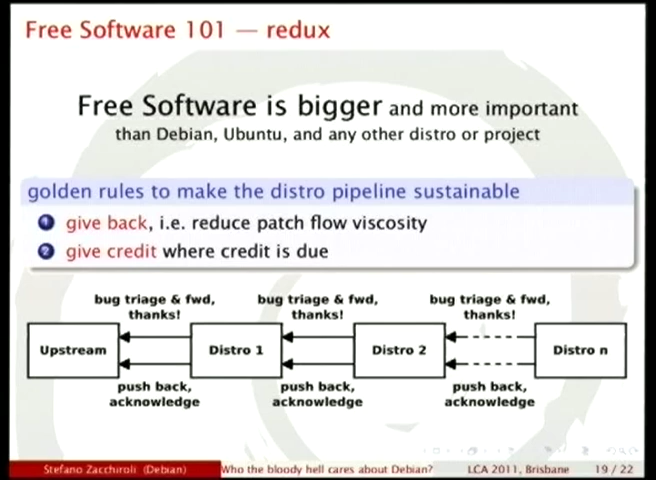 Free Software 101 — redux
Free Software is bigger and more important
than Debian, Ubuntu, and any other distro or project
golden rules to make the distro pipeline sustainable
1 give back, i.e. reduce patch flow viscosity
2 give credit where credit is due
bug triage & fwd, thanks!
bug triage & fwd, thanks!
bug triage & fwd, thanks!
Upstream
Distro 1
Distro 2
Distro n
push back, acknowledge
push back, acknowledge
push back, acknowledge
Stefano Zacchiroli (Debian)
Who the bloody hell cares about Debian?
LCA 2011, Brisbane
19 / 22